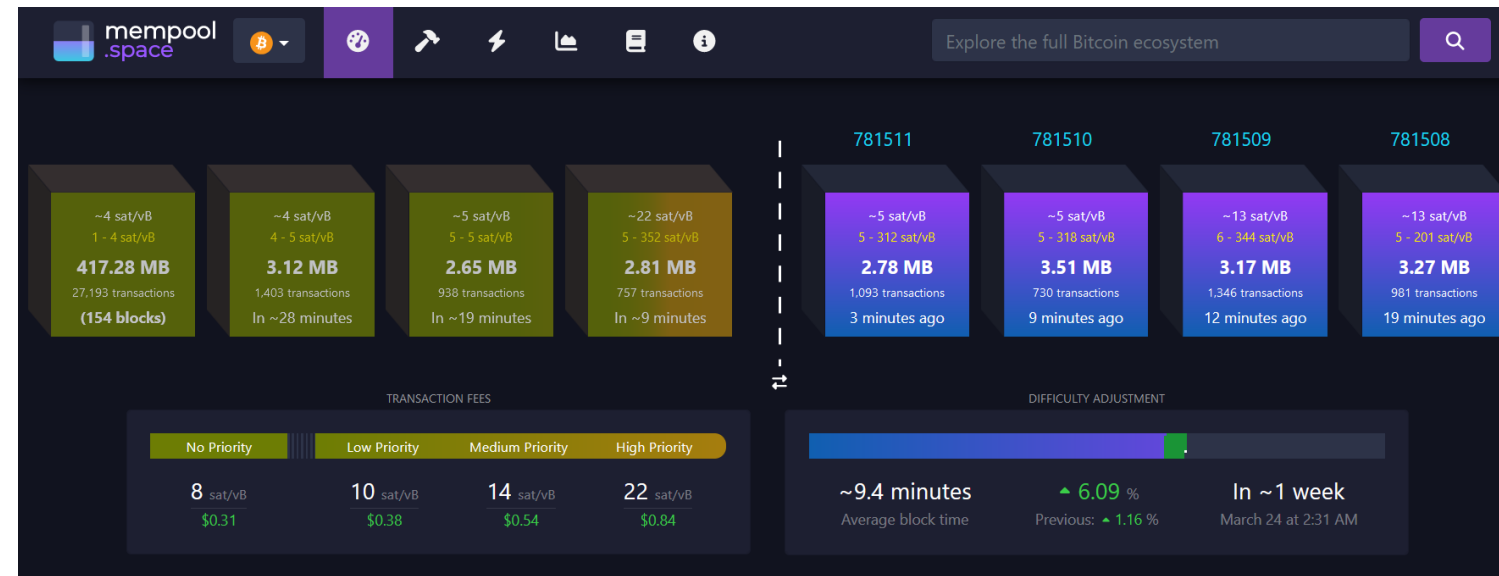 mempool
.space
Explore the full Bitcoin ecosystem
781511
781510
781509
781508
~4 sat/vB
1 - 4 sat/vB
417.28 MB
27,193 transactions
(154 blocks)
~4 sat/vB
4 - 5 sat/vB
3.12 MB
1,403 transactions
In ~28 minutes
~5 sat/vB
5 - 5 sat/vB
2.65 MB
938 transactions
In ~19 minutes
~22 sat/vB
5 - 352 sat/vB
2.81 MB
757 transactions
In ~9 minutes
~5 sat/vB
5 - 312 sat/vB
2.78 MB
1,093 transactions
3 minutes ago
~5 sat/vB
5 - 318 sat/vB
3.51 MB
730 transactions
9 minutes ago
~13 sat/vB
6 - 344 sat/vB
3.17 MB
1,346 transactions
12 minutes ago
~13 sat/vB
5 - 201 sat/vB
3.27 MB
981 transactions
19 minutes ago
TRANSACTION FEES
No Priority
Low Priority
Medium Priority
High Priority
8 sat/vB
10 sat/vB
14 sat/vB
22 sat/vB
$0.31
$0.38
$0.54
$0.84
DIFFICULTY ADJUSTMENT
~9.4 minutes
Average block time
6.09 %
Previous: 1.16 %
In ~1 week
March 24 at 2:31 AM